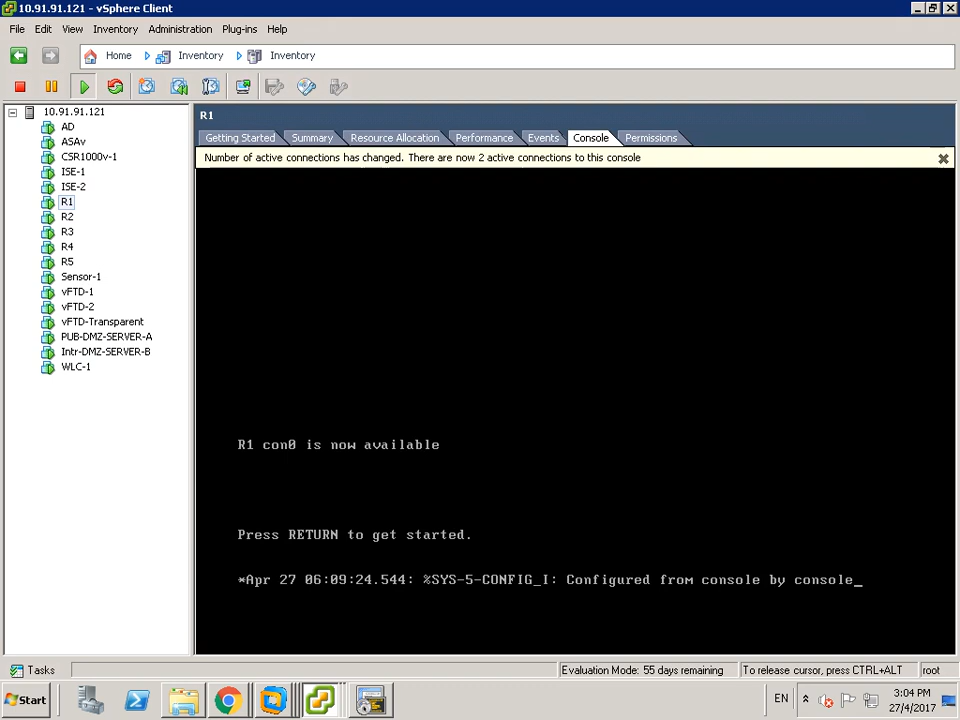 10.91.91.121 - vSphere Client
File Edit View Inventory Administration Plug-ins Help
Home Inventory Inventory
10.91.91.121
AD
ASAv
CSR1000v-1
ISE-1
ISE-2
R1
R2
R3
R4
R5
Sensor-1
vFTD-1
vFTD-2
vFTD-Transparent
PUB-DMZ-SERVER-A
Intr-DMZ-SERVER-B
WLC-1
R1
Getting Started Summary Resource Allocation Performance Events Console Permissions
Number of active connections has changed. There are now 2 active connections to this console
R1 con0 is now available
Press RETURN to get started.
*Apr 27 06:09:24.544: %SYS-5-CONFIG_I: Configured from console by console_
Tasks Evaluation Mode: 55 days remaining To release cursor, press CTRL+ALT root
Start EN 3:04 PM
27/4/2017